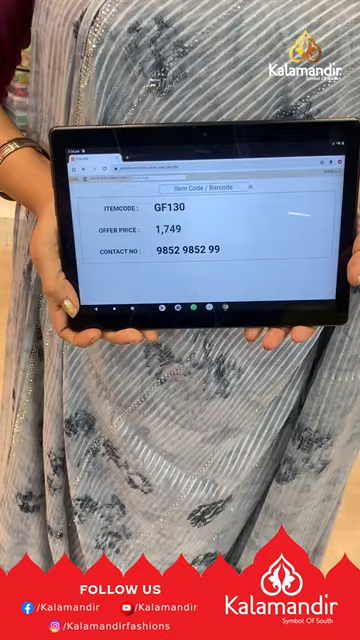 Kalamandir
Symbol Of South
Item Code / Barcode
ITEMCODE : GF130
OFFER PRICE : 1,749
CONTACT NO : 9852 9852 99
FOLLOW US
/Kalamandir /Kalamandir
/Kalamandirfashions
Kalamandir
Symbol Of South